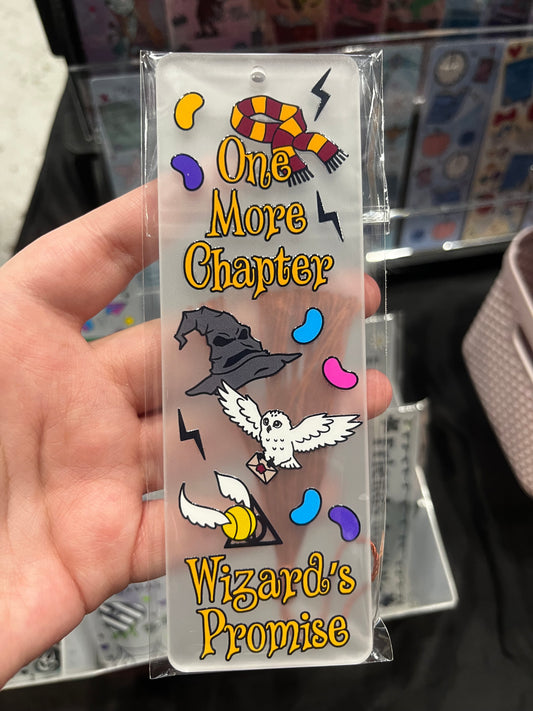 One
More
Chapter
Wizard's
Promise